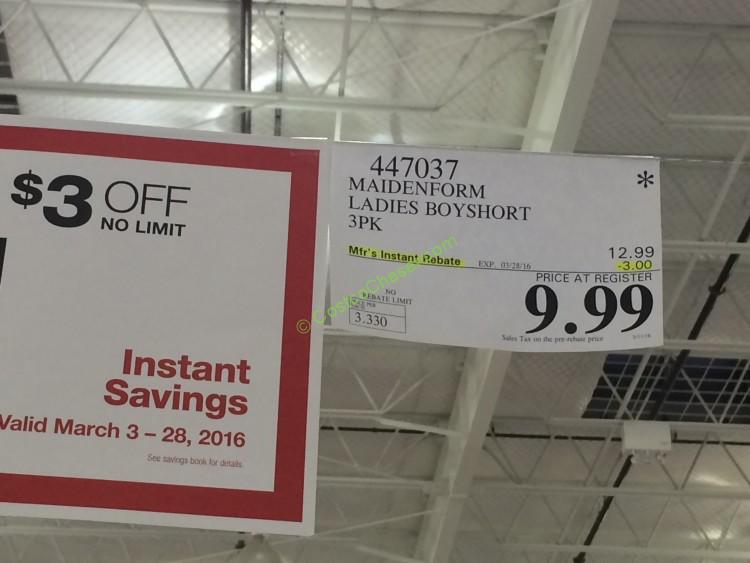 $3 OFF
NO LIMIT
Instant
Savings
Valid March 3 – 28, 2016
See savings book for details.
447037
MAIDENFORM
LADIES BOYSHORT
3PK
*
Mfr's Instant Rebate EXP. 03/28/16
12.99
-3.00
PRICE AT REGISTER
9.99
NO
REBATE LIMIT
PER
3.330
Sales Tax on the pre-rebate price
© CostcoChaser.com